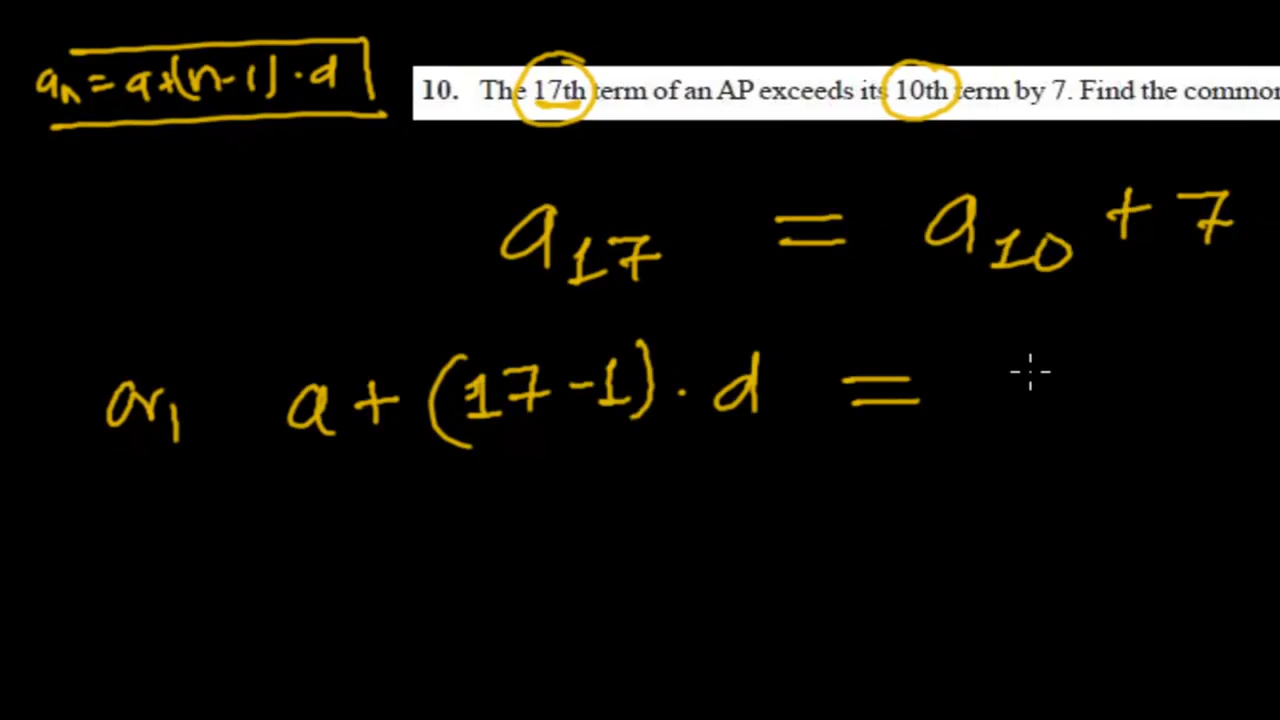 aₙ = a+(n-1)·d
10. The 17th term of an AP exceeds its 10th term by 7. Find the common
a₁₇ = a₁₀ + 7
or, a + (17-1) · d =